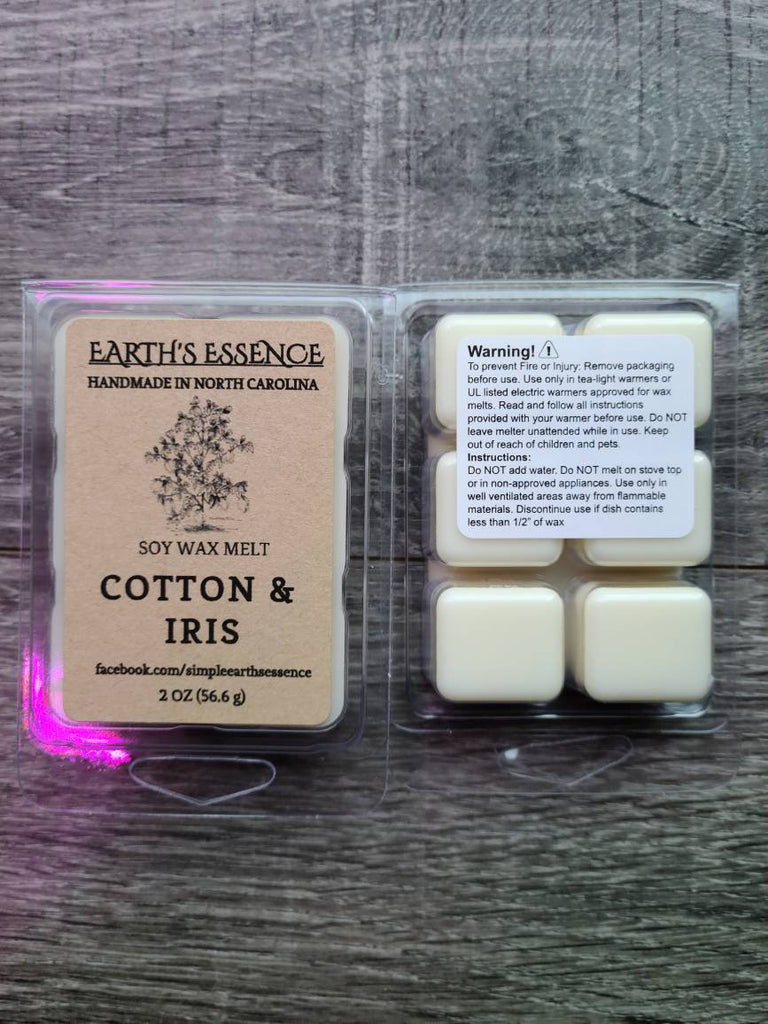 EARTH'S ESSENCE
HANDMADE IN NORTH CAROLINA
SOY WAX MELT
COTTON &
IRIS
facebook.com/simpleearthsessence
2 OZ (56.6 g)
Warning!
To prevent Fire or Injury: Remove packaging
before use. Use only in tea-light warmers or
UL listed electric warmers approved for wax
melts. Read and follow all instructions
provided with your warmer before use. Do NOT
leave melter unattended while in use. Keep
out of reach of children and pets.
Instructions:
Do NOT add water. Do NOT melt on stove top
or in non-approved appliances. Use only in
well ventilated areas away from flammable
materials. Discontinue use if dish contains
less than 1/2" of wax